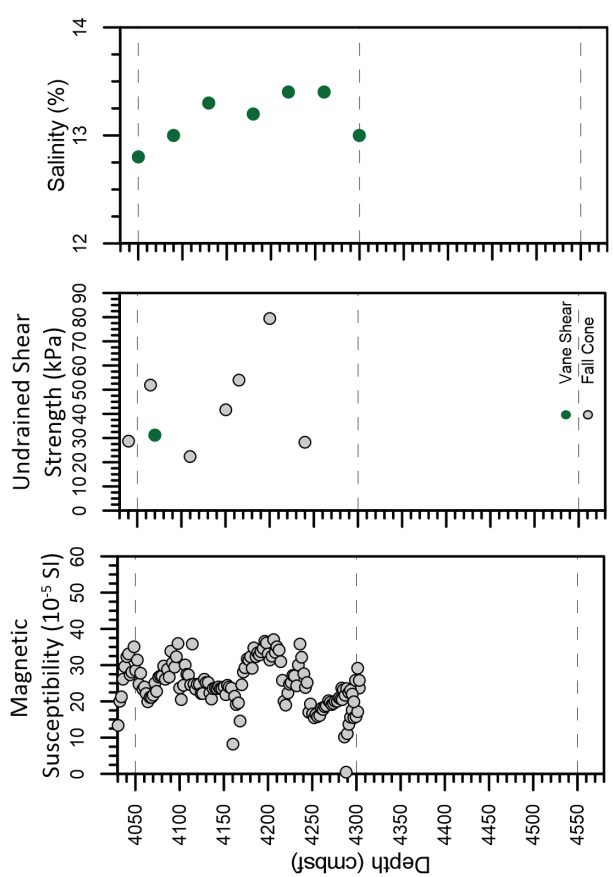 Salinity (%)
12
13
14
4050
4100
4150
4200
4250
4300
4350
4400
4450
4500
4550
Depth (cmbsf)
Undrained Shear
Strength (kPa)
0 10 20 30 40 50 60 70 80 90
Vane Shear
Fall Cone
Magnetic
Susceptibility (10⁻⁵ SI)
0 10 20 30 40 50 60